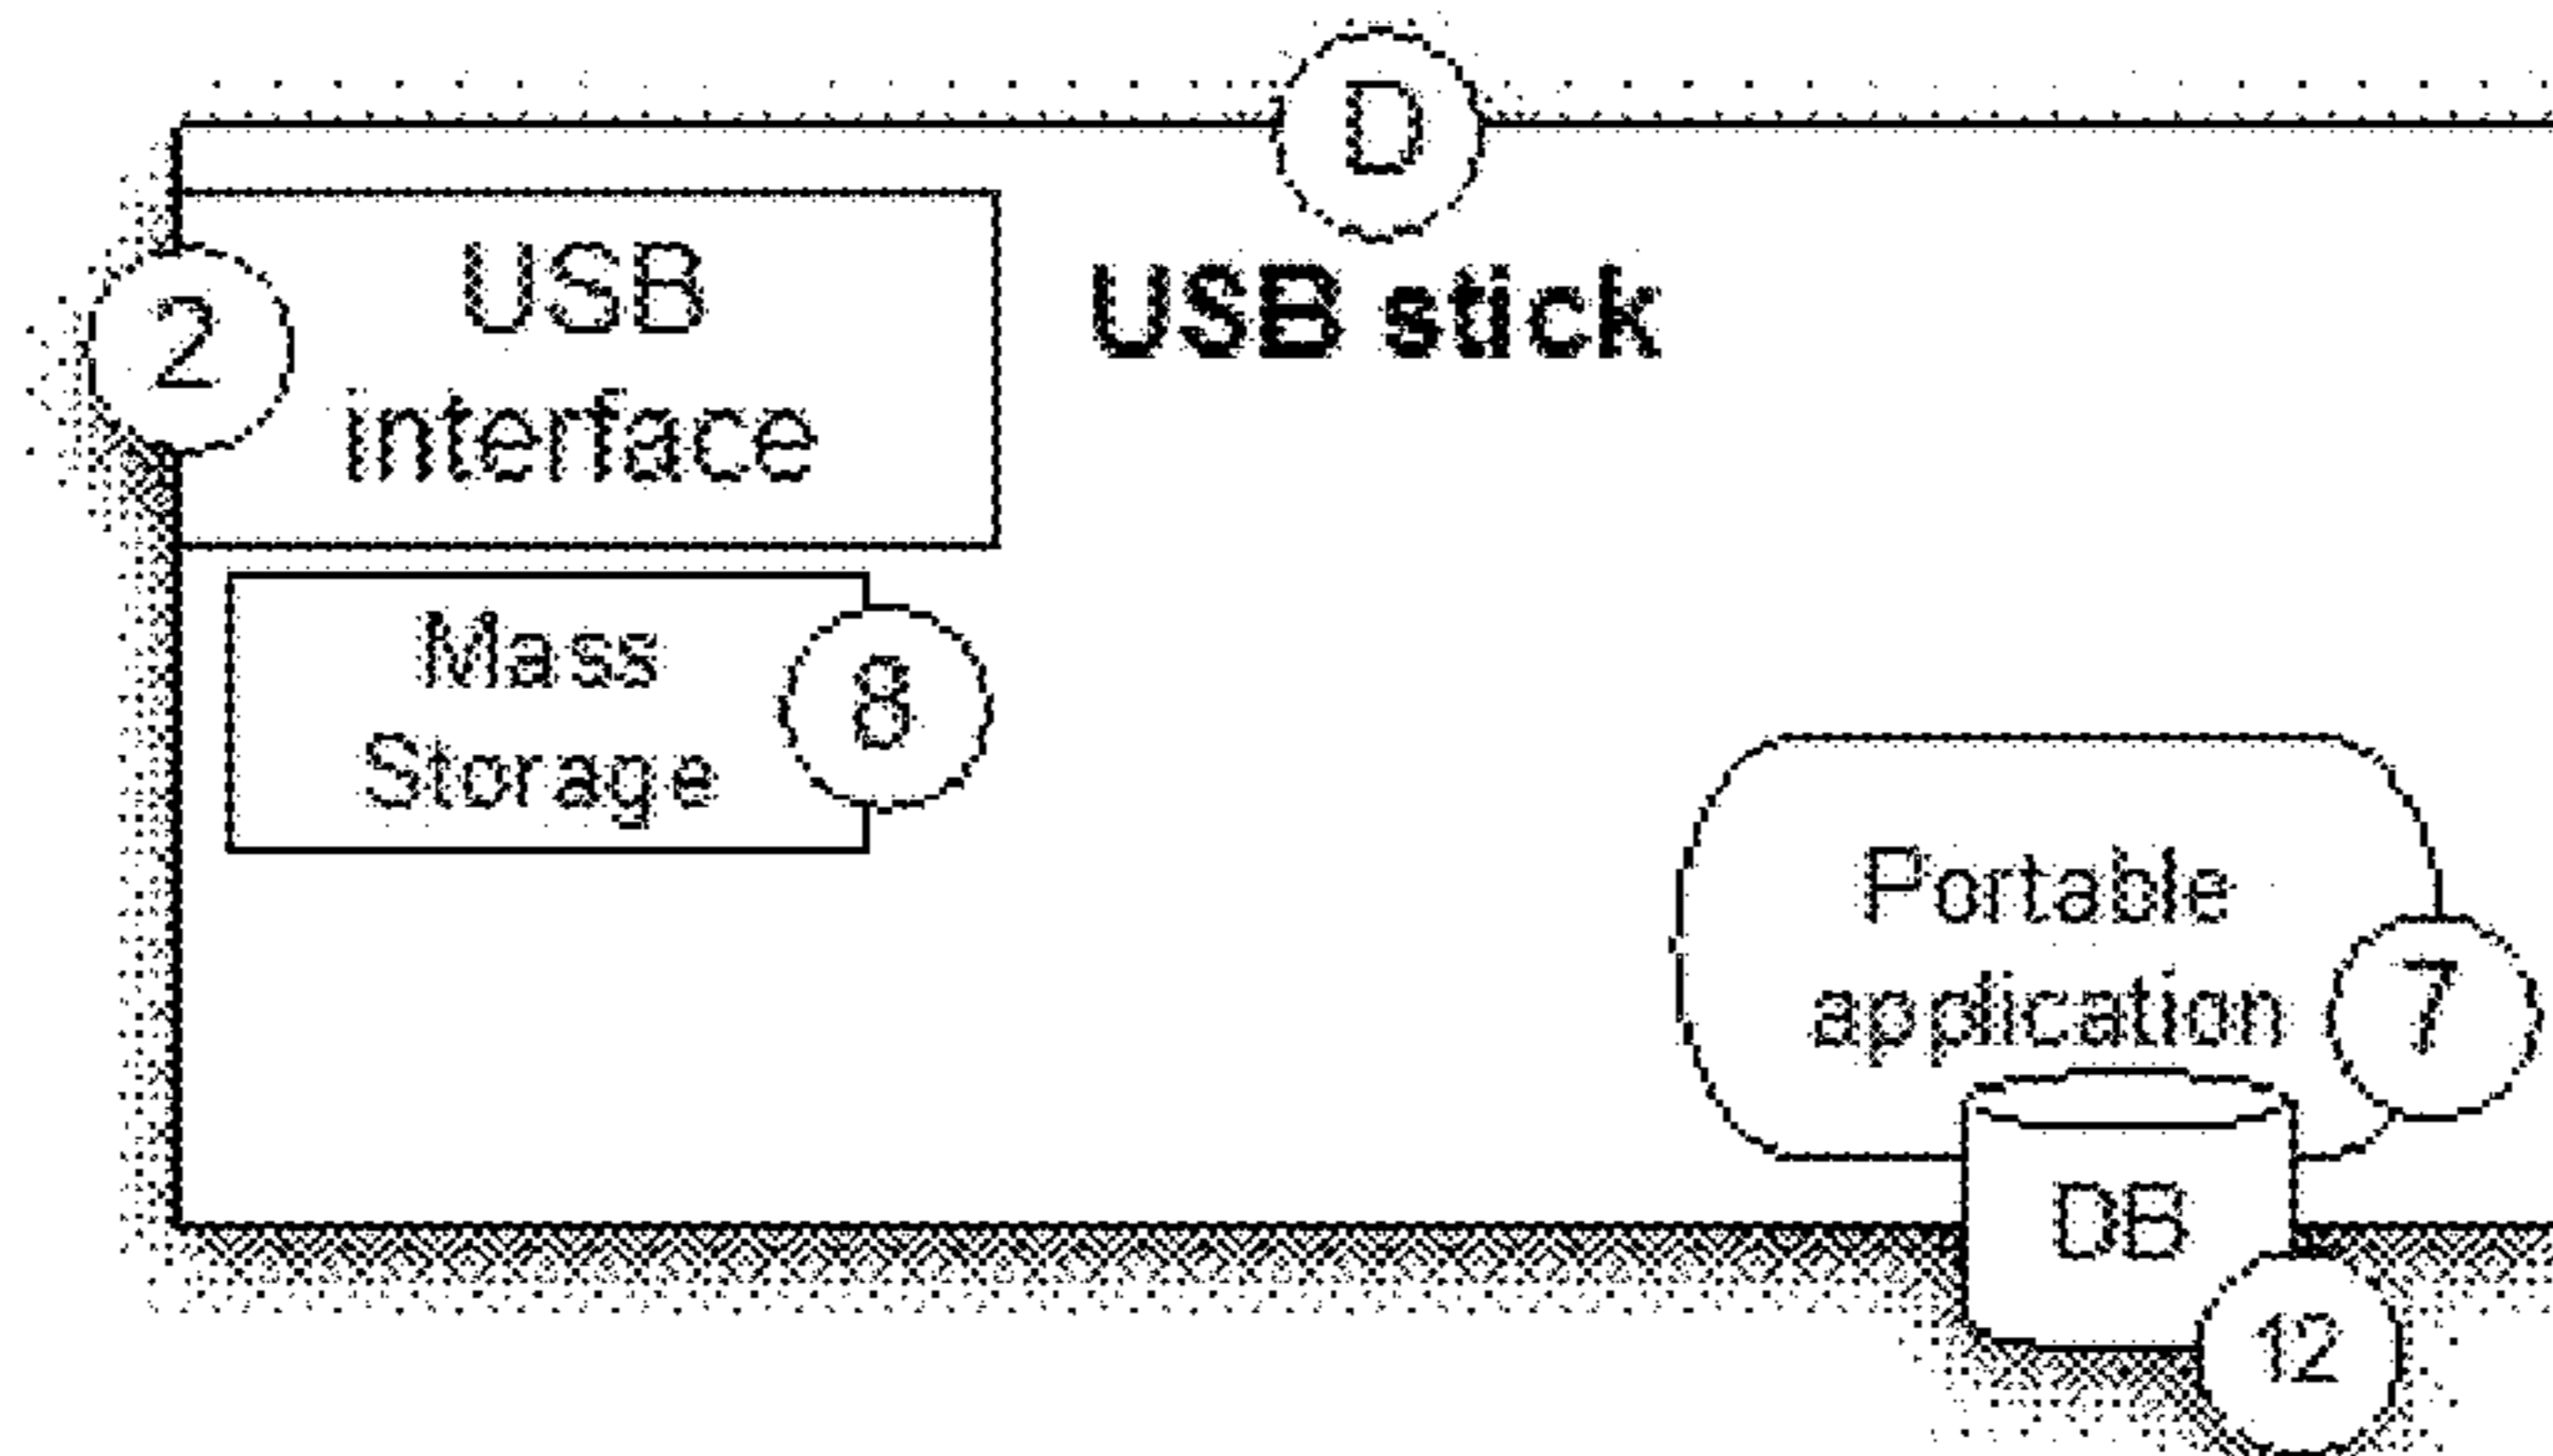 D
USB stick
2
USB
interface
Mass
Storage
8
Portable
application
7
DB
12